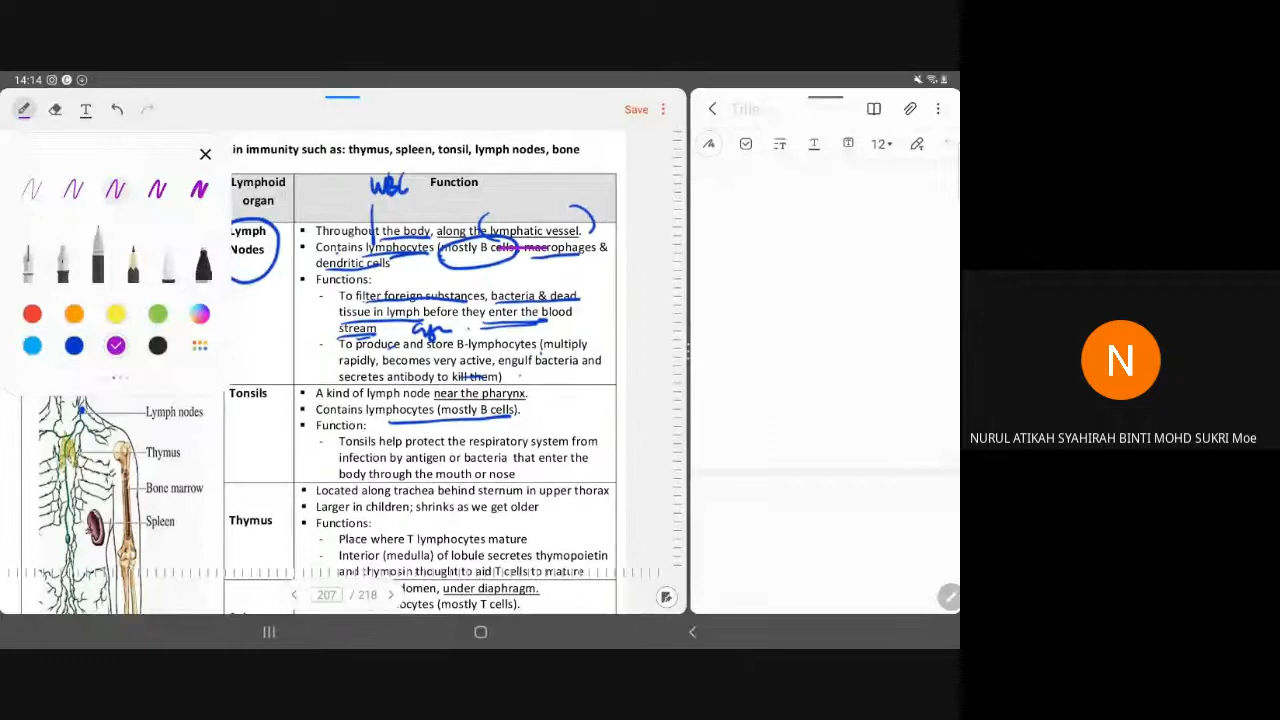 14:14
Save
in immunity such as: thymus, spleen, tonsil, lymph nodes, bone
Lymphoid organ
Function
WBC
Lymph Nodes
Throughout the body, along the lymphatic vessel.
Contains lymphocytes (mostly B cells), macrophages &
dendritic cells
Functions:
- To filter foreign substances, bacteria & dead
tissue in lymph before they enter the blood
stream
- To produce and store B-lymphocytes (multiply
rapidly, becomes very active, engulf bacteria and
secretes antibody to kill them)
Tonsils
A kind of lymph node near the pharynx.
Contains lymphocytes (mostly B cells).
Function:
- Tonsils help protect the respiratory system from
infection by antigen or bacteria that enter the
body through the mouth or nose
Thymus
Located along trachea behind sternum in upper thorax
Larger in children, shrinks as we get older
Functions:
- Place where T lymphocytes mature
- Interior (medulla) of lobule secretes thymopoietin
and thymosin thought to aid T cells to mature
under diaphragm.
(mostly T cells).
Lymph nodes
Thymus
Bone marrow
Spleen
207 / 218
Title
12
N
NURUL ATIKAH SYAHIRAH BINTI MOHD SUKRI Moe